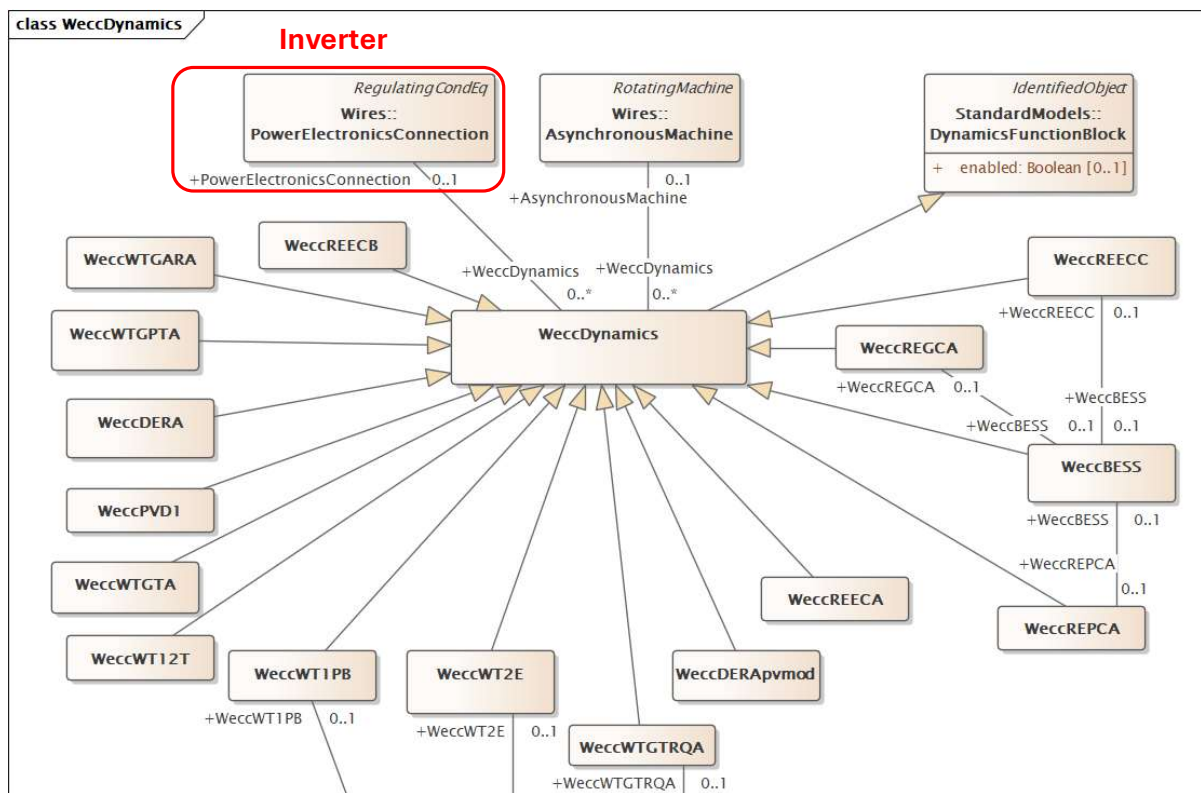 class WeccDynamics
Inverter
RegulatingCondEq
Wires::
PowerElectronicsConnection
+PowerElectronicsConnection 0..1
RotatingMachine
Wires::
AsynchronousMachine
0..1
+AsynchronousMachine
IdentifiedObject
StandardModels::
DynamicsFunctionBlock
+ enabled: Boolean [0..1]
WeccREECB
WeccWTGARA
+WeccDynamics
0..*
+WeccDynamics
0..*
WeccREECC
+WeccREECC 0..1
WeccWTGPTA
WeccDynamics
WeccREGCA
+WeccREGCA 0..1
WeccDERA
+WeccBESS
0..1
+WeccBESS
0..1
WeccBESS
+WeccBESS 0..1
WeccPVD1
+WeccREPCA
0..1
WeccWTGTA
WeccREECA
WeccREPCA
WeccWT12T
WeccWT1PB
+WeccWT1PB 0..1
WeccWT2E
+WeccWT2E 0..1
WeccDERApvmod
WeccWTGTRQA
+WeccWTGTRQA 0..1